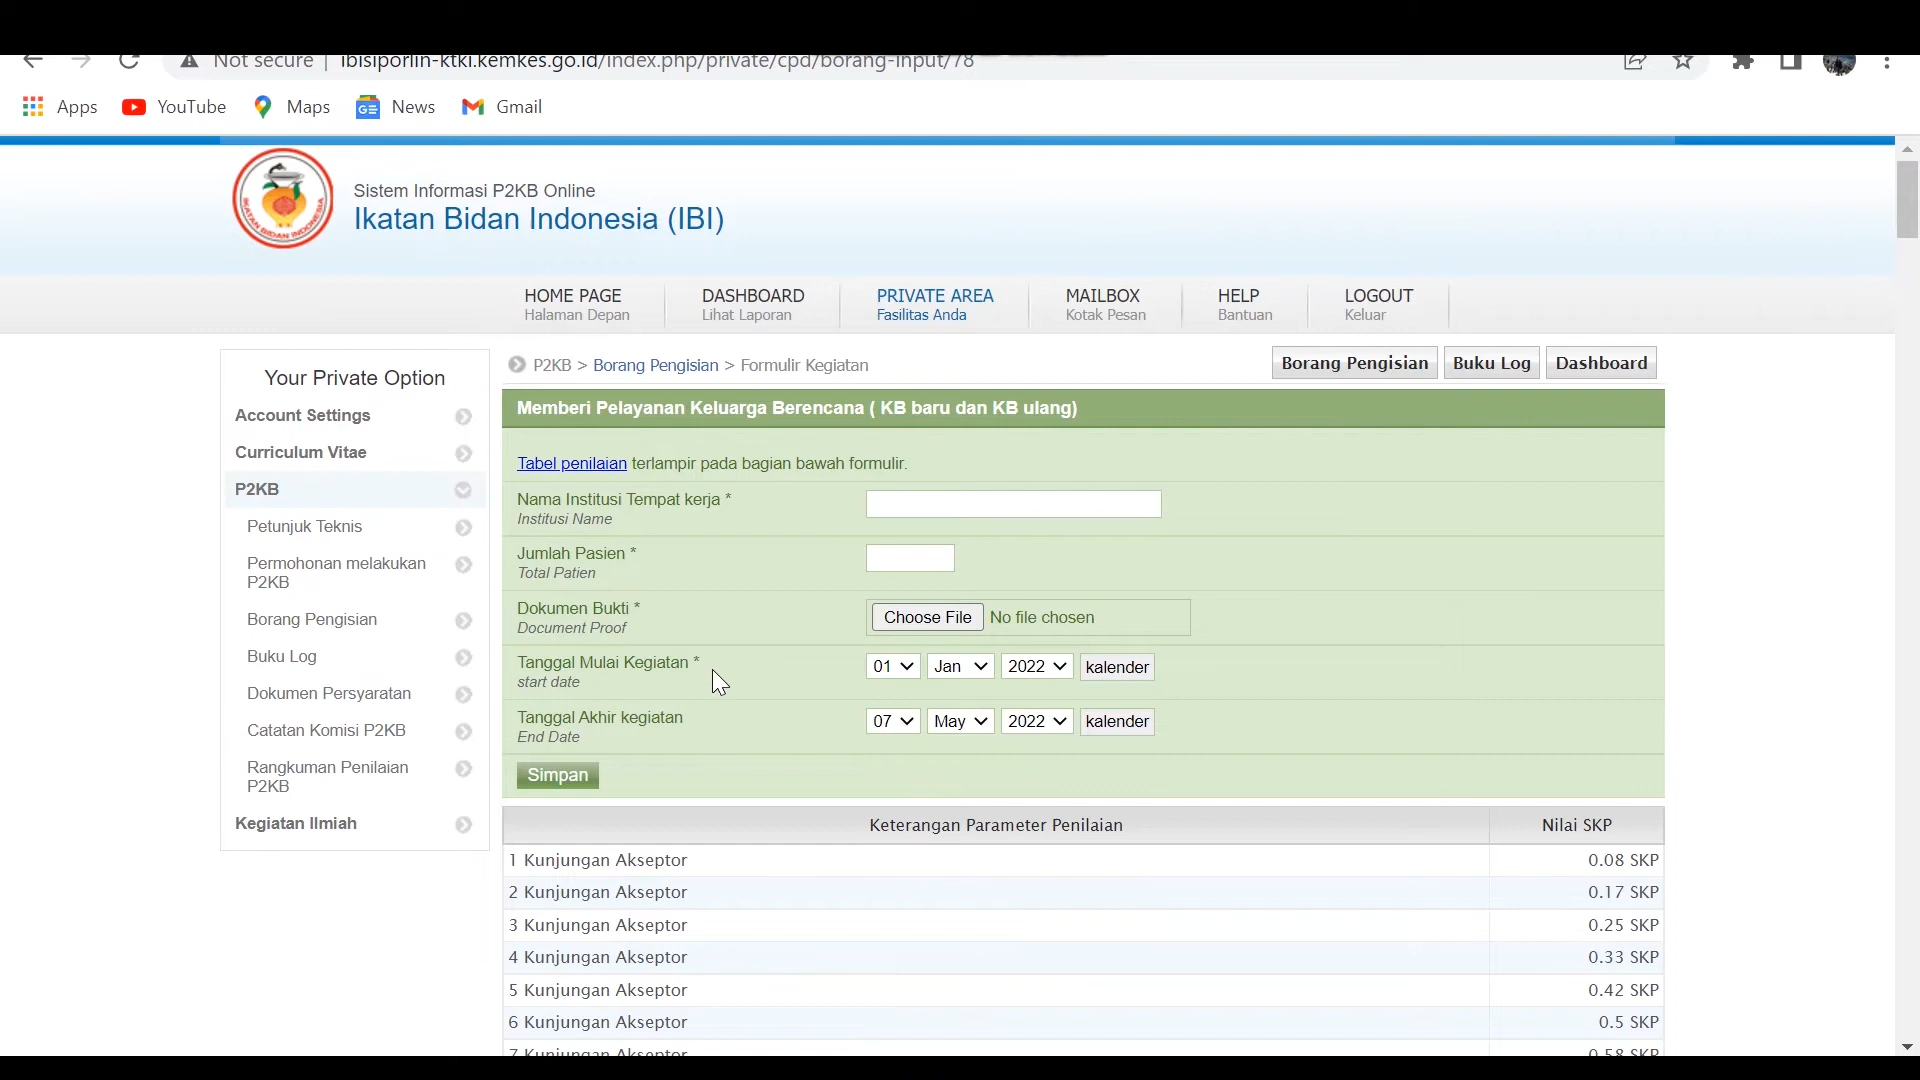 Not secure | ibisiporlin-ktki.kemkes.go.id/index.php/private/cpd/borang-input/78
Apps YouTube Maps News Gmail
IKATAN BIDAN INDONESIA
Sistem Informasi P2KB Online
Ikatan Bidan Indonesia (IBI)
HOME PAGE DASHBOARD PRIVATE AREA MAILBOX HELP LOGOUT
Halaman Depan Lihat Laporan Fasilitas Anda Kotak Pesan Bantuan Keluar
Your Private Option
Account Settings
Curriculum Vitae
P2KB
Petunjuk Teknis
Permohonan melakukan
P2KB
Borang Pengisian
Buku Log
Dokumen Persyaratan
Catatan Komisi P2KB
Rangkuman Penilaian
P2KB
Kegiatan Ilmiah
P2KB > Borang Pengisian > Formulir Kegiatan
Borang Pengisian Buku Log Dashboard
Memberi Pelayanan Keluarga Berencana ( KB baru dan KB ulang)
Tabel penilaian terlampir pada bagian bawah formulir.
Nama Institusi Tempat kerja *
Institusi Name
Jumlah Pasien *
Total Patien
Dokumen Bukti * Choose File No file chosen
Document Proof
Tanggal Mulai Kegiatan * 01 Jan 2022 kalender
start date
Tanggal Akhir kegiatan 07 May 2022 kalender
End Date
Simpan
Keterangan Parameter Penilaian Nilai SKP
1 Kunjungan Akseptor 0.08 SKP
2 Kunjungan Akseptor 0.17 SKP
3 Kunjungan Akseptor 0.25 SKP
4 Kunjungan Akseptor 0.33 SKP
5 Kunjungan Akseptor 0.42 SKP
6 Kunjungan Akseptor 0.5 SKP
7 Kunjungan Akseptor 0.58 SKP